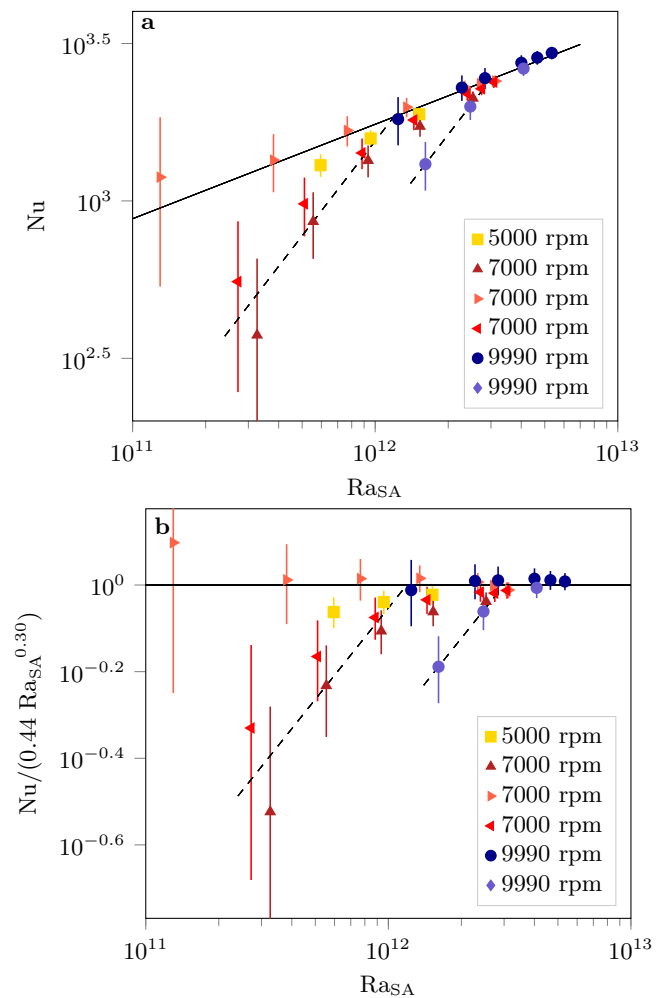 a
10^3.5
10^3
10^2.5
Nu
5000 rpm
7000 rpm
7000 rpm
7000 rpm
9990 rpm
9990 rpm
10^11
10^12
10^13
Ra_SA
b
10^0
10^−0.2
10^−0.4
10^−0.6
Nu/(0.44 Ra_SA^0.30)
5000 rpm
7000 rpm
7000 rpm
7000 rpm
9990 rpm
9990 rpm
10^11
10^12
10^13
Ra_SA